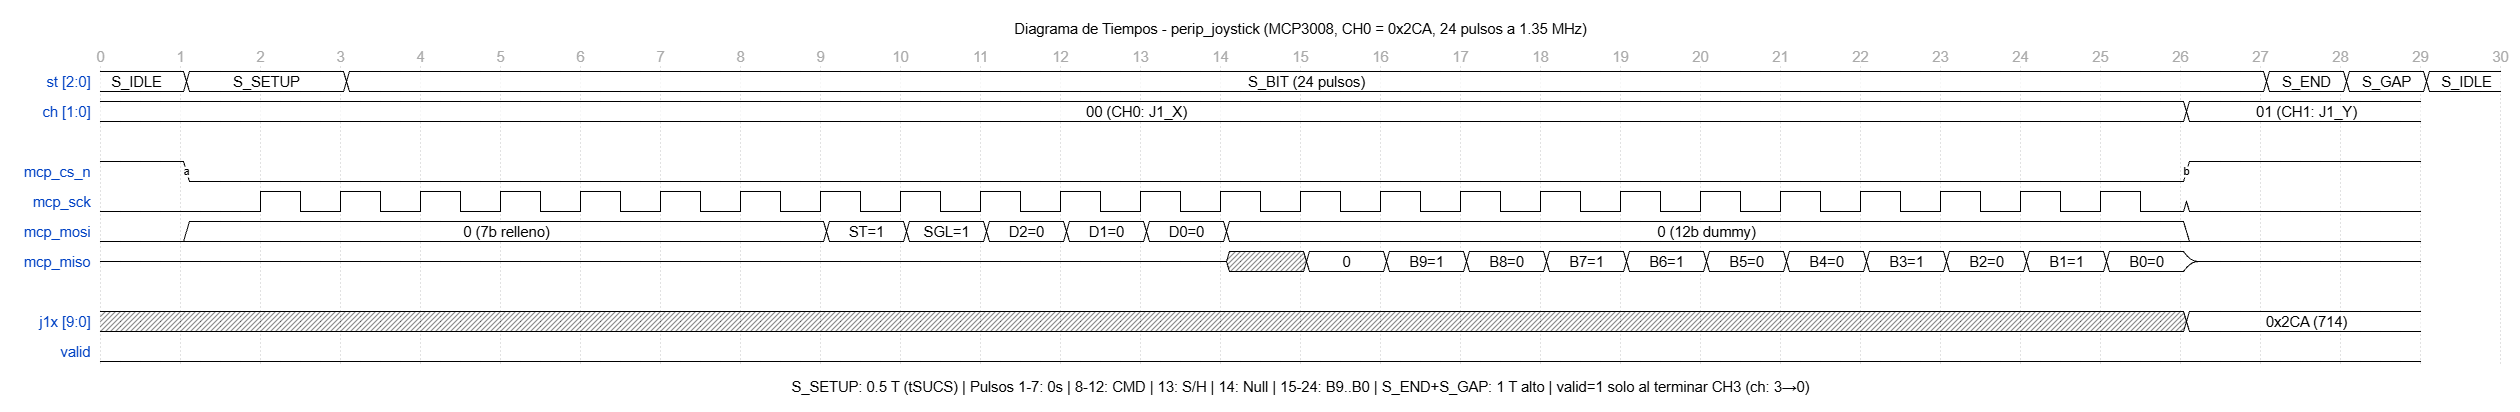 Diagrama de Tiempos - perip_joystick (MCP3008, CH0 = 0x2CA, 24 pulsos a 1.35 MHz)
0 1 2 3 4 5 6 7 8 9 10 11 12 13 14 15 16 17 18 19 20 21 22 23 24 25 26 27 28 29 30
st [2:0] S_IDLE S_SETUP S_BIT (24 pulsos) S_END S_GAP S_IDLE
ch [1:0] 00 (CH0: J1_X) 01 (CH1: J1_Y)
mcp_cs_n a b
mcp_sck
mcp_mosi 0 (7b relleno) ST=1 SGL=1 D2=0 D1=0 D0=0 0 (12b dummy)
mcp_miso 0 B9=1 B8=0 B7=1 B6=1 B5=0 B4=0 B3=1 B2=0 B1=1 B0=0
j1x [9:0] 0x2CA (714)
valid
S_SETUP: 0.5 T (tSUCS) | Pulsos 1-7: 0s | 8-12: CMD | 13: S/H | 14: Null | 15-24: B9..B0 | S_END+S_GAP: 1 T alto | valid=1 solo al terminar CH3 (ch: 3→0)